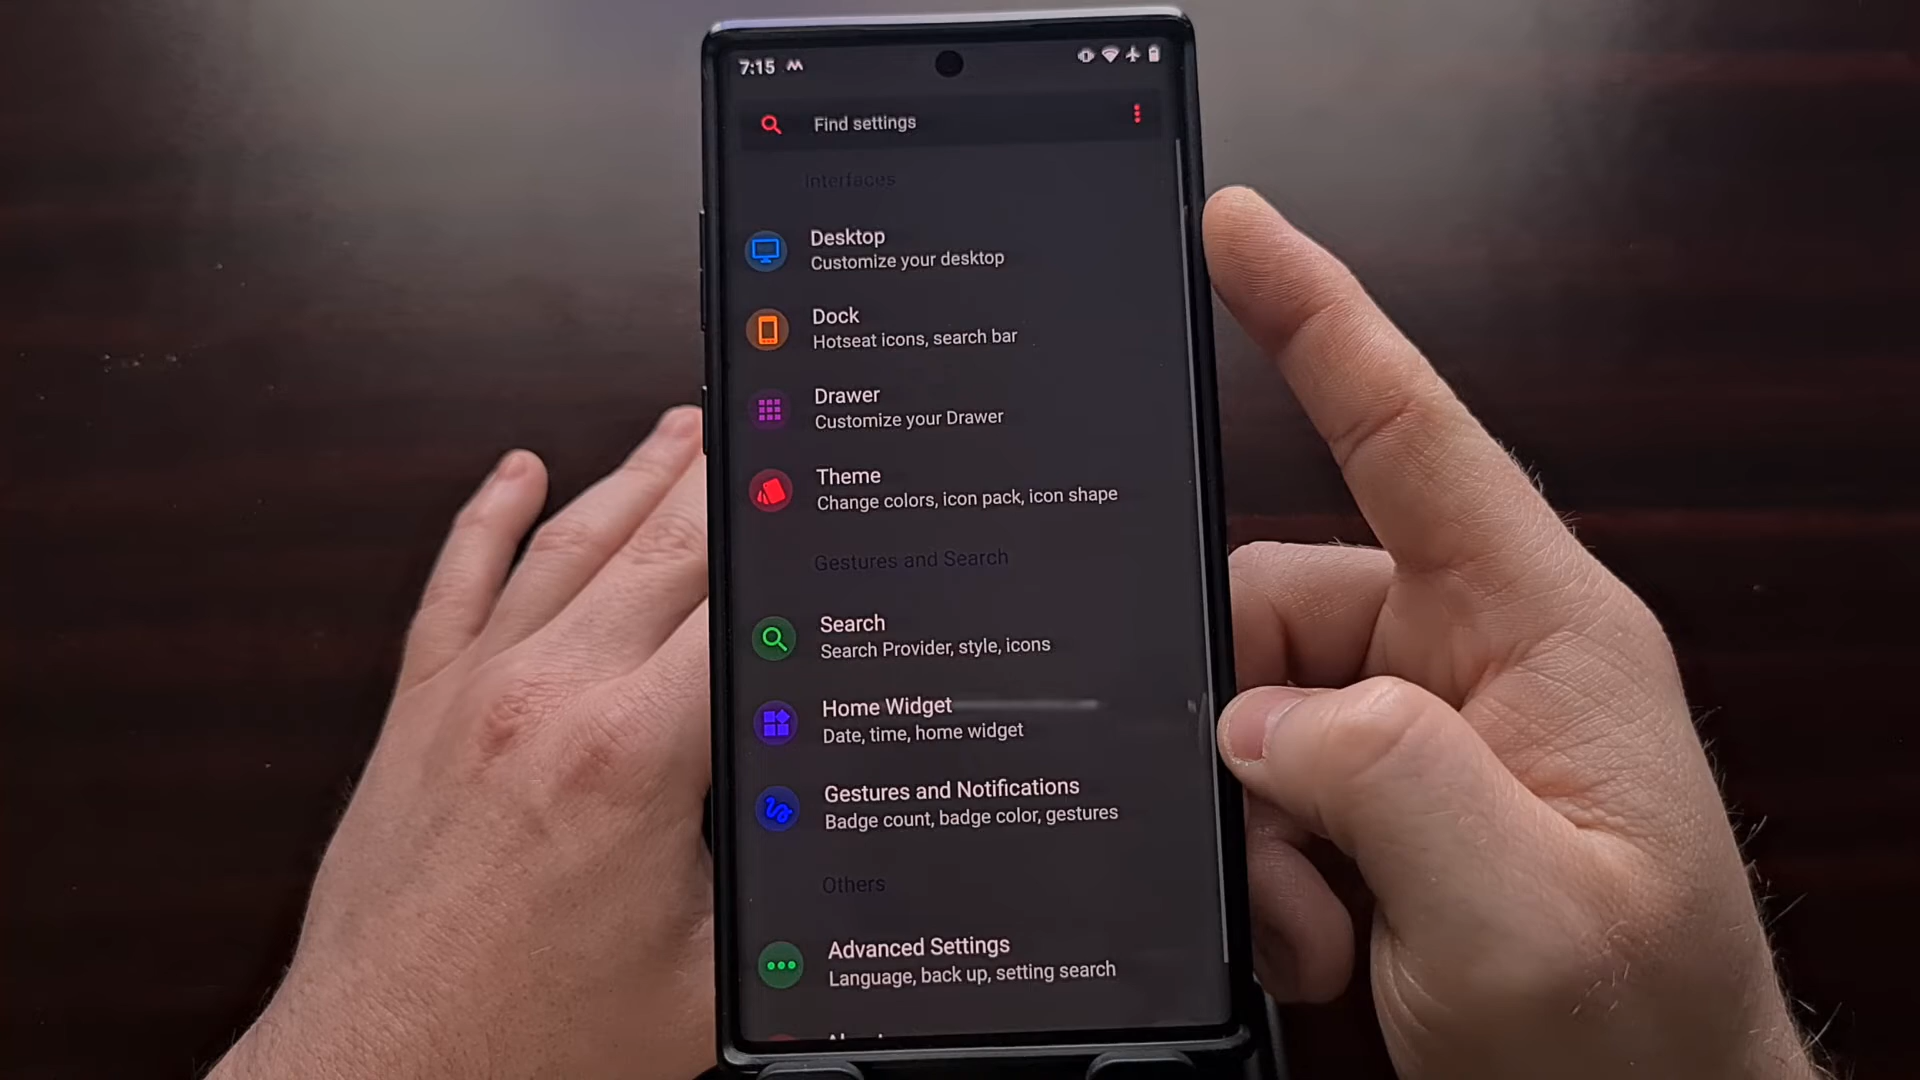 7:15
Find settings
Interfaces
Desktop
Customize your desktop
Dock
Hotseat icons, search bar
Drawer
Customize your Drawer
Theme
Change colors, icon pack, icon shape
Gestures and Search
Search
Search Provider, style, icons
Home Widget
Date, time, home widget
Gestures and Notifications
Badge count, badge color, gestures
Others
Advanced Settings
Language, back up, setting search